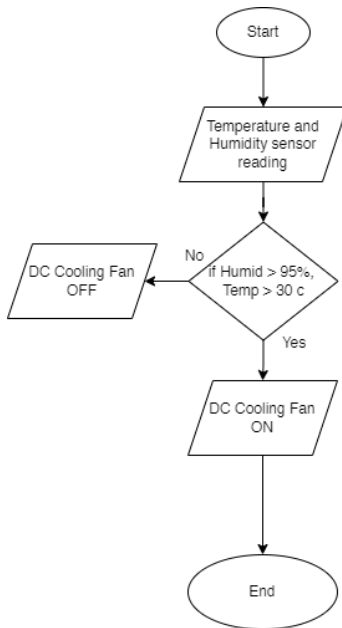 Start
Temperature and
Humidity sensor
reading
No
if Humid > 95%,
Temp > 30 c
DC Cooling Fan
OFF
Yes
DC Cooling Fan
ON
End